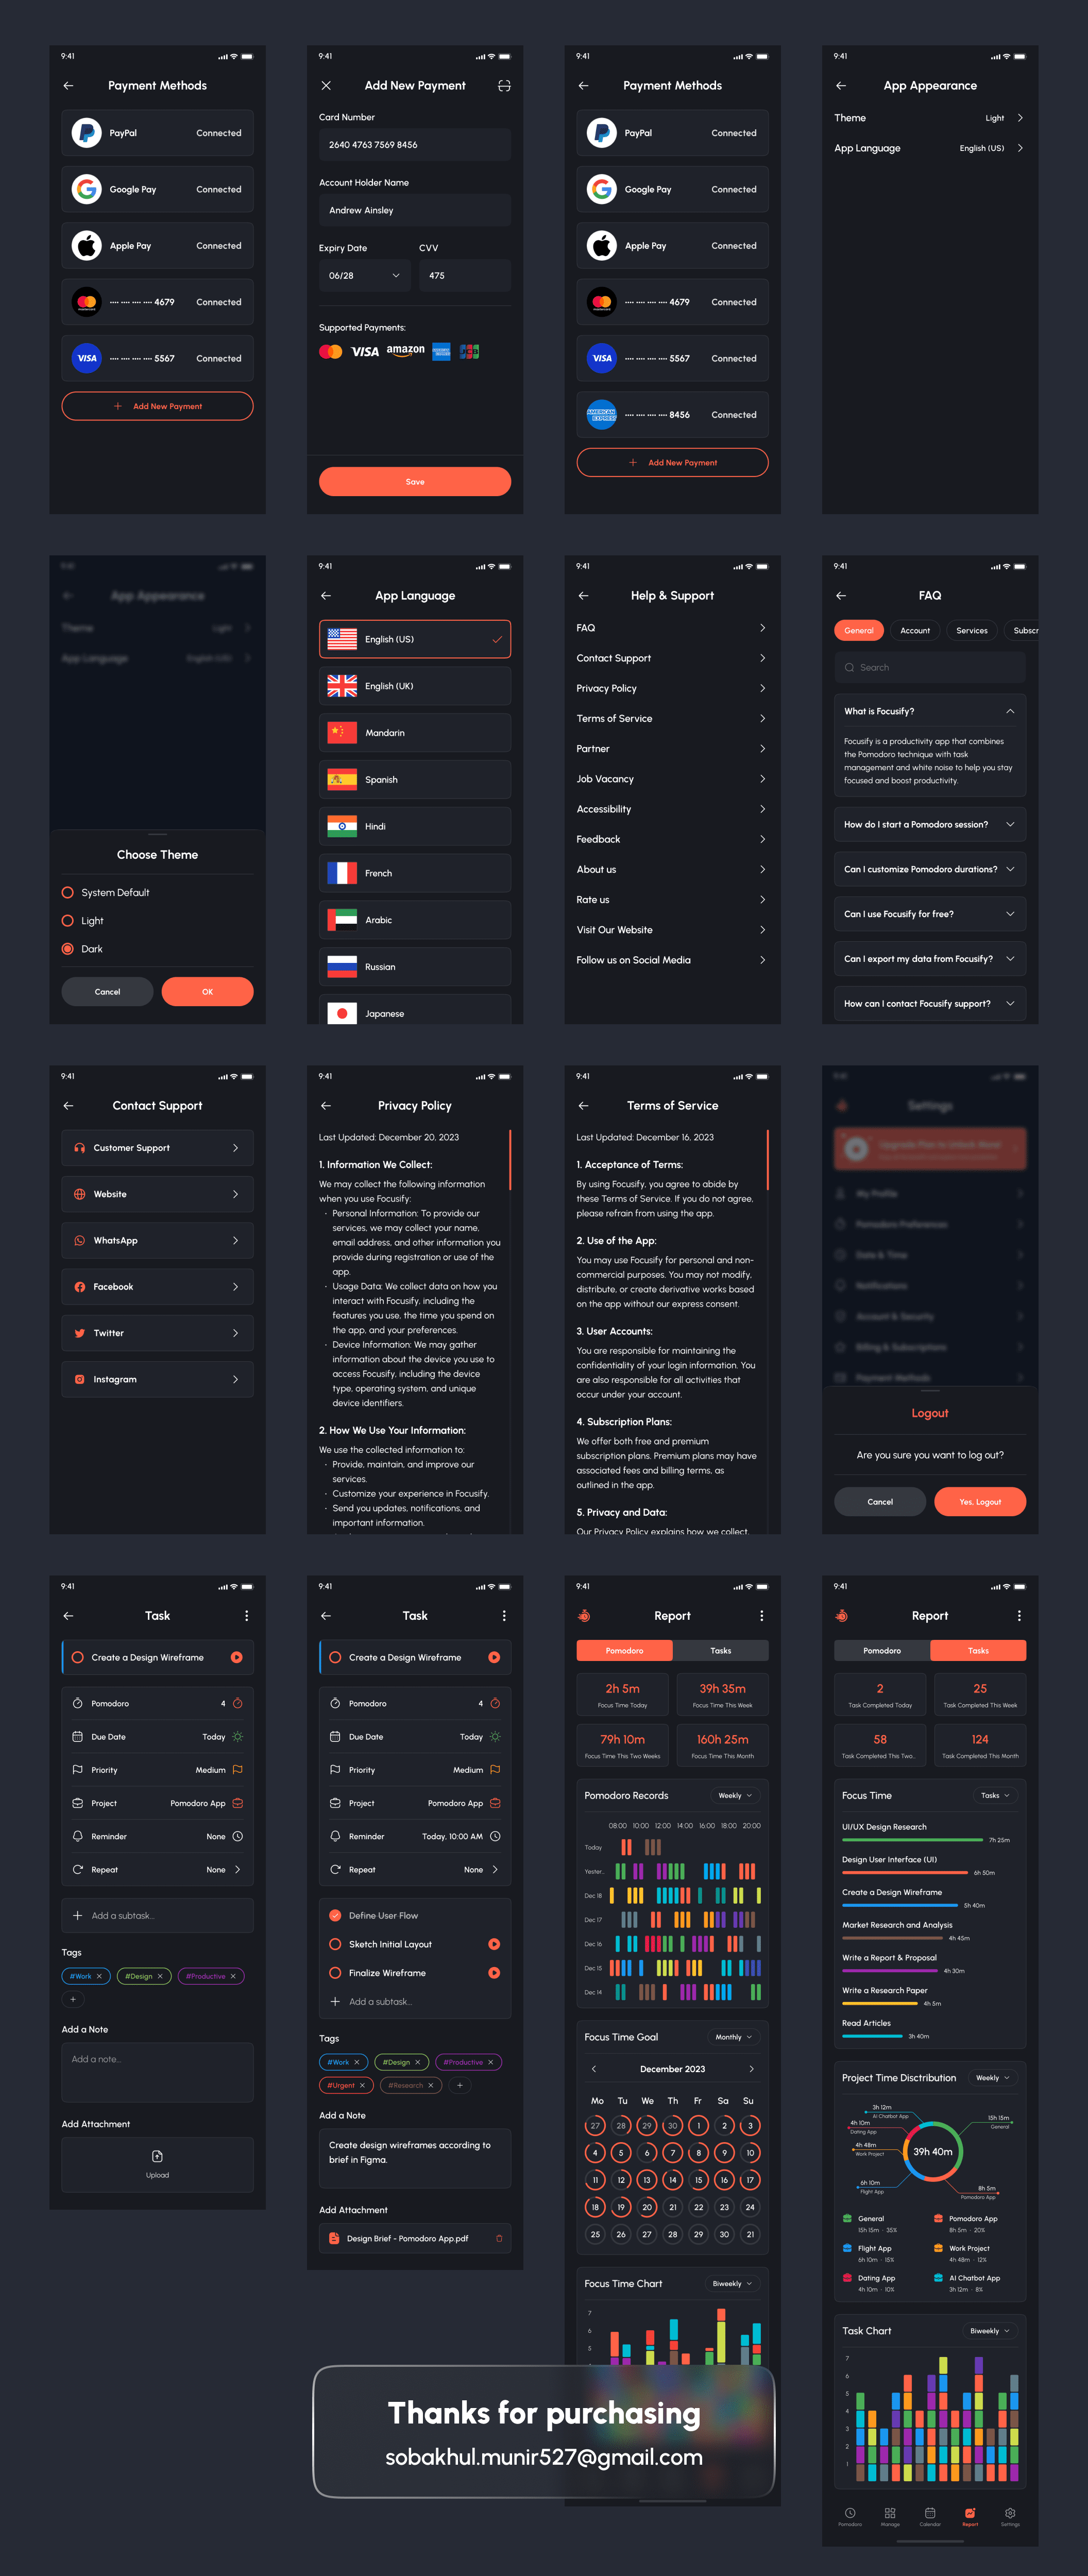 9:41
Payment Methods
PayPal Connected
Google Pay Connected
Apple Pay Connected
mastercard •••• •••• •••• •••• 4679 Connected
VISA •••• •••• •••• •••• 5567 Connected
+ Add New Payment
9:41
Add New Payment
Card Number
2640 4763 7569 8456
Account Holder Name
Andrew Ainsley
Expiry Date CVV
06/28 475
Supported Payments:
VISA amazon JCB
Save
9:41
Payment Methods
PayPal Connected
Google Pay Connected
Apple Pay Connected
mastercard •••• •••• •••• •••• 4679 Connected
VISA •••• •••• •••• •••• 5567 Connected
AMERICAN EXPRESS •••• •••• •••• •••• 8456 Connected
+ Add New Payment
9:41
App Appearance
Theme Light
App Language English (US)
9:41
App Appearance
Theme Light
App Language English (US)
Choose Theme
System Default
Light
Dark
Cancel OK
9:41
App Language
English (US)
English (UK)
Mandarin
Spanish
Hindi
French
Arabic
Russian
Japanese
9:41
Help & Support
FAQ
Contact Support
Privacy Policy
Terms of Service
Partner
Job Vacancy
Accessibility
Feedback
About us
Rate us
Visit Our Website
Follow us on Social Media
9:41
FAQ
General Account Services Subscr
Search
What is Focusify?
Focusify is a productivity app that combines
the Pomodoro technique with task
management and white noise to help you stay
focused and boost productivity.
How do I start a Pomodoro session?
Can I customize Pomodoro durations?
Can I use Focusify for free?
Can I export my data from Focusify?
How can I contact Focusify support?
9:41
Contact Support
Customer Support
Website
WhatsApp
Facebook
Twitter
Instagram
9:41
Privacy Policy
Last Updated: December 20, 2023
1. Information We Collect:
We may collect the following information
when you use Focusify:
· Personal Information: To provide our
services, we may collect your name,
email address, and other information you
provide during registration or use of the
app.
· Usage Data: We collect data on how you
interact with Focusify, including the
features you use, the time you spend on
the app, and your preferences.
· Device Information: We may gather
information about the device you use to
access Focusify, including the device
type, operating system, and unique
device identifiers.
2. How We Use Your Information:
We use the collected information to:
· Provide, maintain, and improve our
services.
· Customize your experience in Focusify.
· Send you updates, notifications, and
important information.
9:41
Terms of Service
Last Updated: December 16, 2023
1. Acceptance of Terms:
By using Focusify, you agree to abide by
these Terms of Service. If you do not agree,
please refrain from using the app.
2. Use of the App:
You may use Focusify for personal and non-
commercial purposes. You may not modify,
distribute, or create derivative works based
on the app without our express consent.
3. User Accounts:
You are responsible for maintaining the
confidentiality of your login information. You
are also responsible for all activities that
occur under your account.
4. Subscription Plans:
We offer both free and premium
subscription plans. Premium plans may have
associated fees and billing terms, as
outlined in the app.
5. Privacy and Data:
Our Privacy Policy explains how we collect,
Settings
Upgrade Plan to Unlock More!
My Profile
Pomodoro Preferences
Date & Time
Notifications
Account & Security
Billing & Subscriptions
Payment Methods
Logout
Are you sure you want to log out?
Cancel Yes, Logout
9:41
Task
Create a Design Wireframe
Pomodoro 4
Due Date Today
Priority Medium
Project Pomodoro App
Reminder None
Repeat None
+ Add a subtask...
Tags
#Work × #Design × #Productive ×
+
Add a Note
Add a note...
Add Attachment
Upload
9:41
Task
Create a Design Wireframe
Pomodoro 4
Due Date Today
Priority Medium
Project Pomodoro App
Reminder Today, 10:00 AM
Repeat None
Define User Flow
Sketch Initial Layout
Finalize Wireframe
+ Add a subtask...
Tags
#Work × #Design × #Productive ×
#Urgent × #Research × +
Add a Note
Create design wireframes according to
brief in Figma.
Add Attachment
Design Brief - Pomodoro App.pdf
9:41
Report
Pomodoro Tasks
2h 5m 39h 35m
Focus Time Today Focus Time This Week
79h 10m 160h 25m
Focus Time This Two Weeks Focus Time This Month
Pomodoro Records Weekly
08:00 10:00 12:00 14:00 16:00 18:00 20:00
Today
Yester..
Dec 18
Dec 17
Dec 16
Dec 15
Dec 14
Focus Time Goal Monthly
December 2023
Mo Tu We Th Fr Sa Su
27 28 29 30 1 2 3
4 5 6 7 8 9 10
11 12 13 14 15 16 17
18 19 20 21 22 23 24
25 26 27 28 29 30 21
Focus Time Chart Biweekly
7
6
5
9:41
Report
Pomodoro Tasks
2 25
Task Completed Today Task Completed This Week
58 124
Task Completed This Two.. Task Completed This Month
Focus Time Tasks
UI/UX Design Research
7h 25m
Design User Interface (UI)
6h 50m
Create a Design Wireframe
5h 40m
Market Research and Analysis
4h 45m
Write a Report & Proposal
4h 30m
Write a Research Paper
4h 5m
Read Articles
3h 40m
Project Time Disctribution Weekly
3h 12m
AI Chatbot App
15h 15m
General
4h 10m
Dating App
39h 40m
4h 48m
Work Project
6h 10m
Flight App
8h 5m
Pomodoro App
General Pomodoro App
15h 15m · 35% 8h 5m · 20%
Flight App Work Project
6h 10m · 15% 4h 48m · 12%
Dating App AI Chatbot App
4h 10m · 10% 3h 12m · 8%
Task Chart Biweekly
7
6
5
4
3
2
1
Pomodoro Manage Calendar Report Settings
Thanks for purchasing
sobakhul.munir527@gmail.com